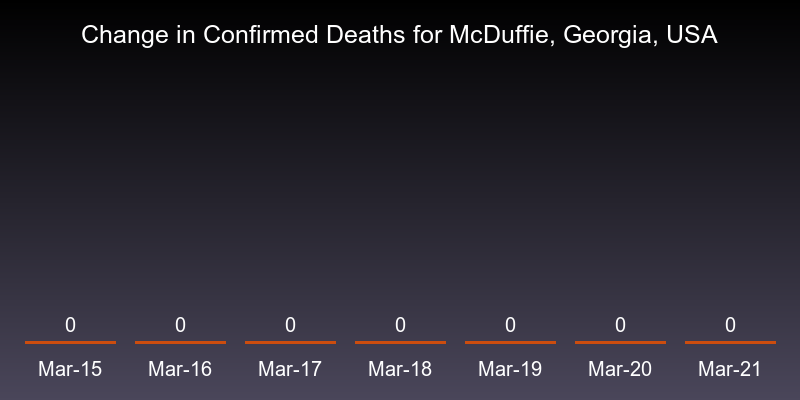 Change in Confirmed Deaths for McDuffie, Georgia, USA
0 0 0 0 0 0 0
Mar-15 Mar-16 Mar-17 Mar-18 Mar-19 Mar-20 Mar-21